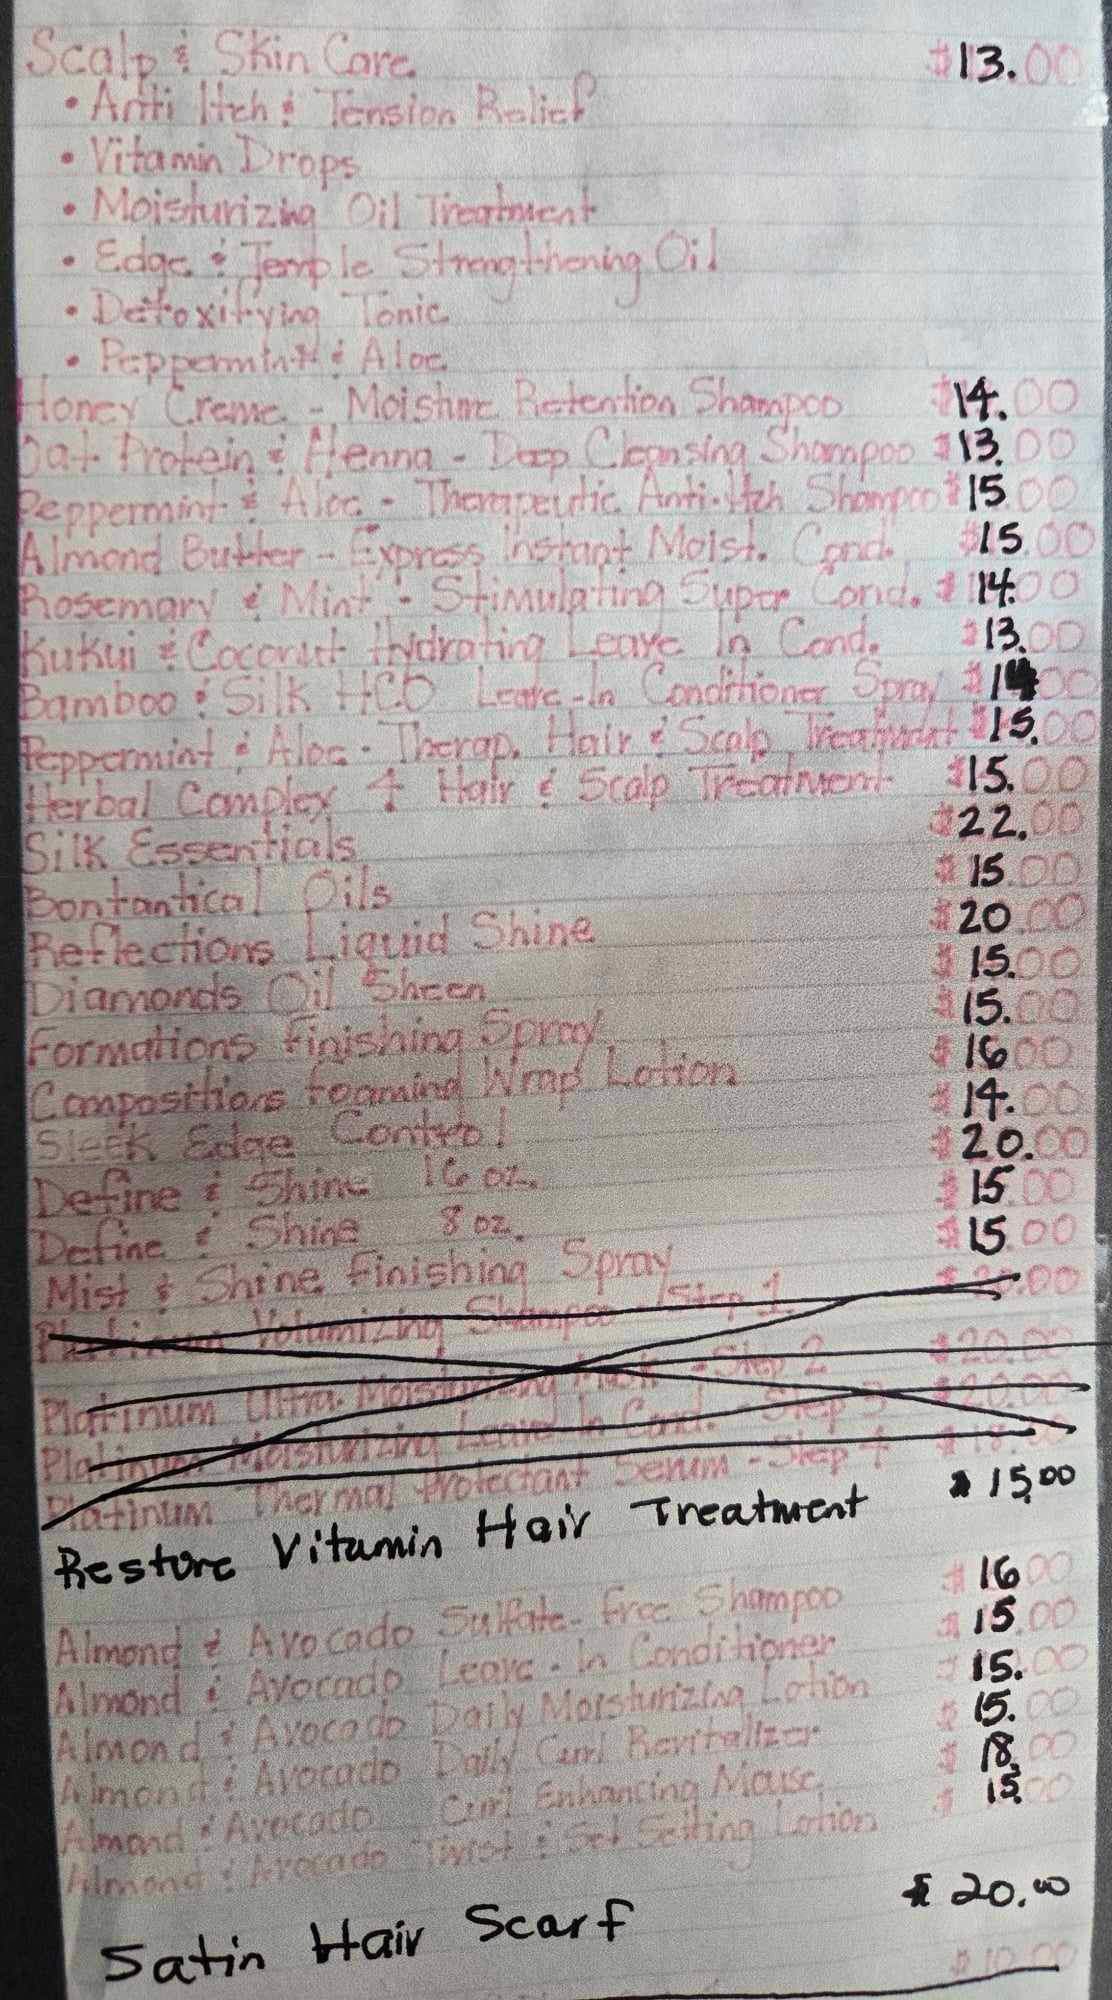 Scalp & Skin Care $13.00
• Anti Itch & Tension Relief
• Vitamin Drops
• Moisturizing Oil Treatment
• Edge & Temple Strengthening Oil
• Detoxifying Tonic
• Peppermint & Aloe
Honey Creme - Moisture Retention Shampoo $14.00
Oat Protein & Henna - Deep Cleansing Shampoo $13.00
Peppermint & Aloe - Therapeutic Anti-Itch Shampoo $15.00
Almond Butter - Express Instant Moist. Cond. $15.00
Rosemary & Mint - Stimulating Super Cond. $14.00
Kukui & Coconut Hydrating Leave In Cond. $13.00
Bamboo & Silk HCO Leave-In Conditioner Spray $14.00
Peppermint & Aloe - Therap. Hair & Scalp Treatment $15.00
Herbal Complex 4 Hair & Scalp Treatment $15.00
Silk Essentials $22.00
Bontantical Oils $15.00
Reflections Liquid Shine $20.00
Diamonds Oil Sheen $15.00
Formations Finishing Spray $15.00
Compositions Foamind Wrap Lotion $16.00
Sleek Edge Control $14.00
Define & Shine 16 oz. $20.00
Define & Shine 8 oz. $15.00
Mist & Shine Finishing Spray $15.00
Platinum Volumizing Shampoo - Step 1 $20.00
Platinum Ultra Moisturizing Mask - Step 2 $20.00
Platinum Moisturizing Leave In Cond. - Step 3 $20.00
Platinum Thermal Protectant Serum - Step 4 $18.00
Restore Vitamin Hair Treatment $15.00
Almond & Avocado Sulfate-Free Shampoo $16.00
Almond & Avocado Leave-In Conditioner $15.00
Almond & Avocado Daily Moisturizing Lotion $15.00
Almond & Avocado Daily Curl Revitalizer $15.00
Almond & Avocado Curl Enhancing Mouse $18.00
Almond & Avocado Twist & Set Setting Lotion $15.00
Satin Hair Scarf $20.00
$10.00